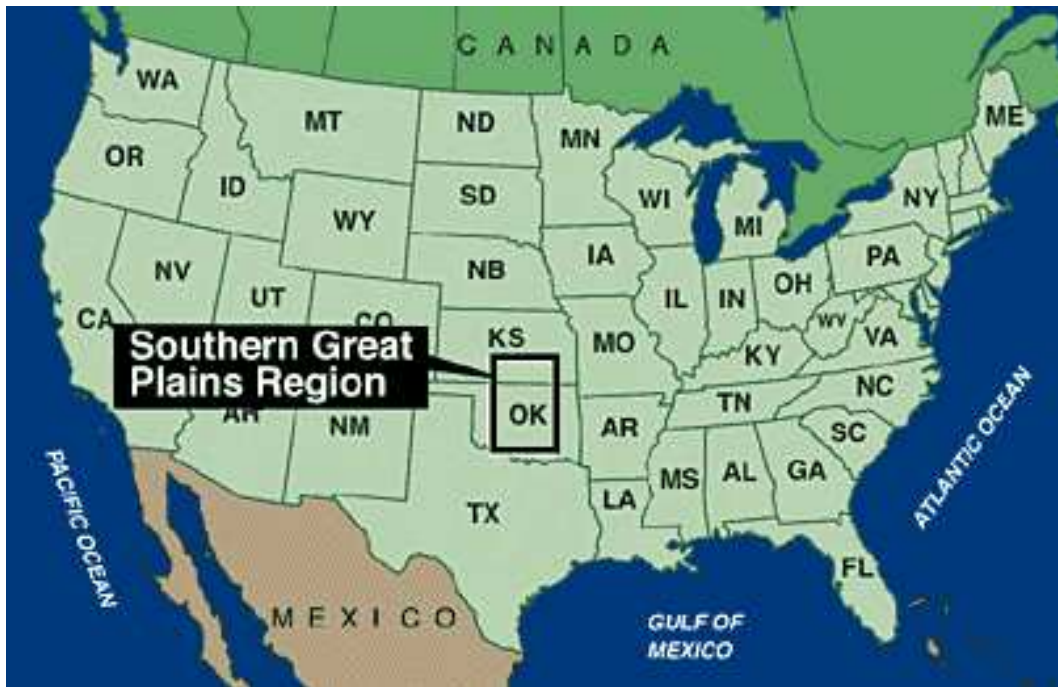 CANADA
WA
MT
ND
MN
ME
OR
ID
SD
WI
NY
WY
MI
NV
NB
IA
PA
UT
IL
IN
OH
CA
CO
KS
MO
WV
VA
KY
Southern Great
Plains Region
NC
TN
OK
AR
SC
NM
MS
AL
GA
LA
TX
FL
PACIFIC OCEAN
ATLANTIC OCEAN
MEXICO
GULF OF
MEXICO